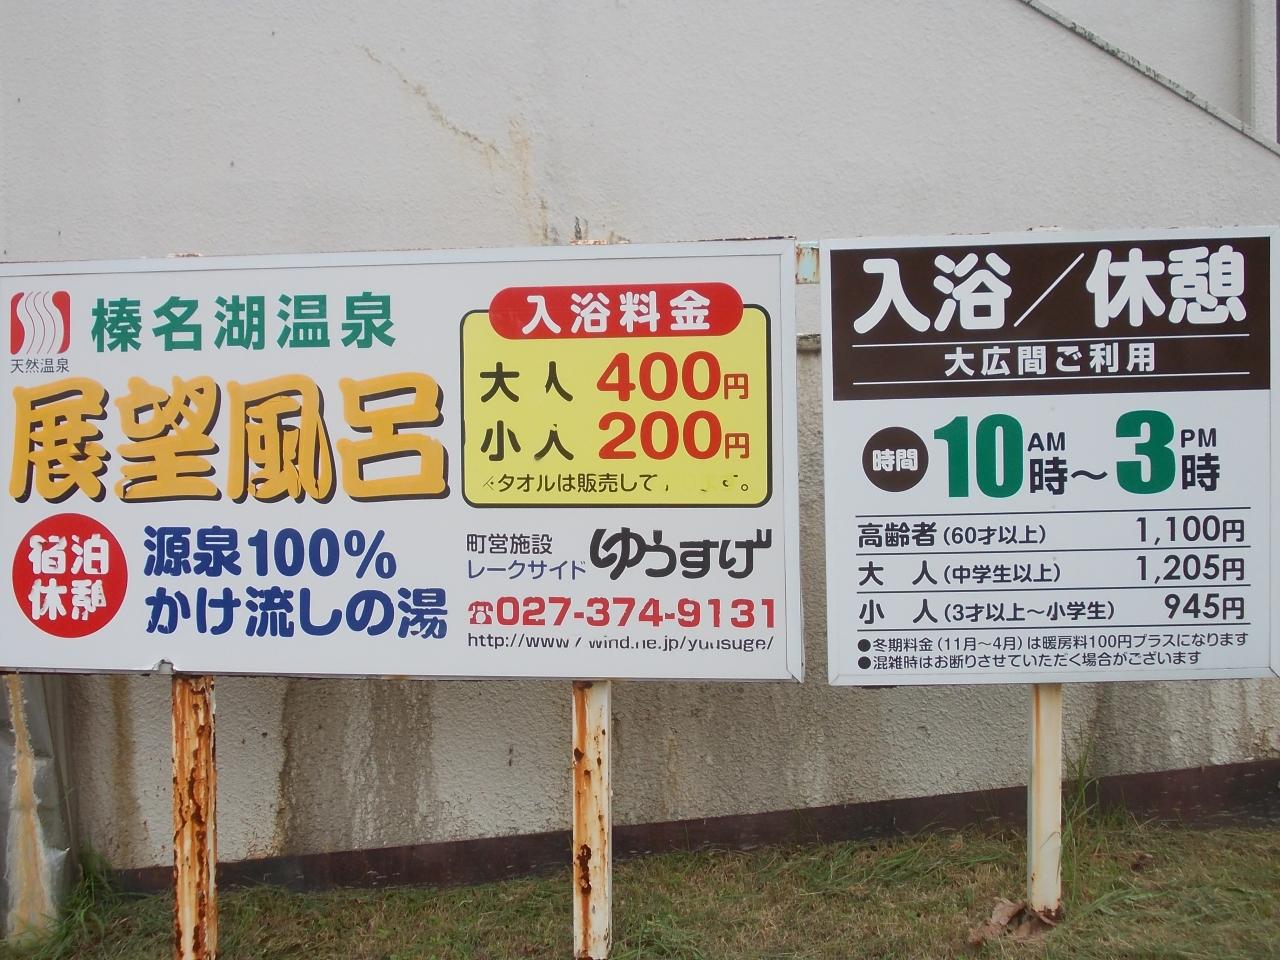 榛名湖温泉
天然温泉
展望風呂
宿泊
休憩
源泉100%
かけ流しの湯
入浴料金
大人 400円
小人 200円
タオルは販売して す。
町営施設
レークサイド ゆうすげ
☎027-374-9131
http://www7.wind.ne.jp/yuusuge/
入浴/休憩
大広間ご利用
時間 10AM時~3PM時
高齢者(60才以上) 1,100円
大 人(中学生以上) 1,205円
小 人(3才以上~小学生) 945円
●冬期料金(11月~4月)は暖房料100円プラスになります
●混雑時はお断りさせていただく場合がございます